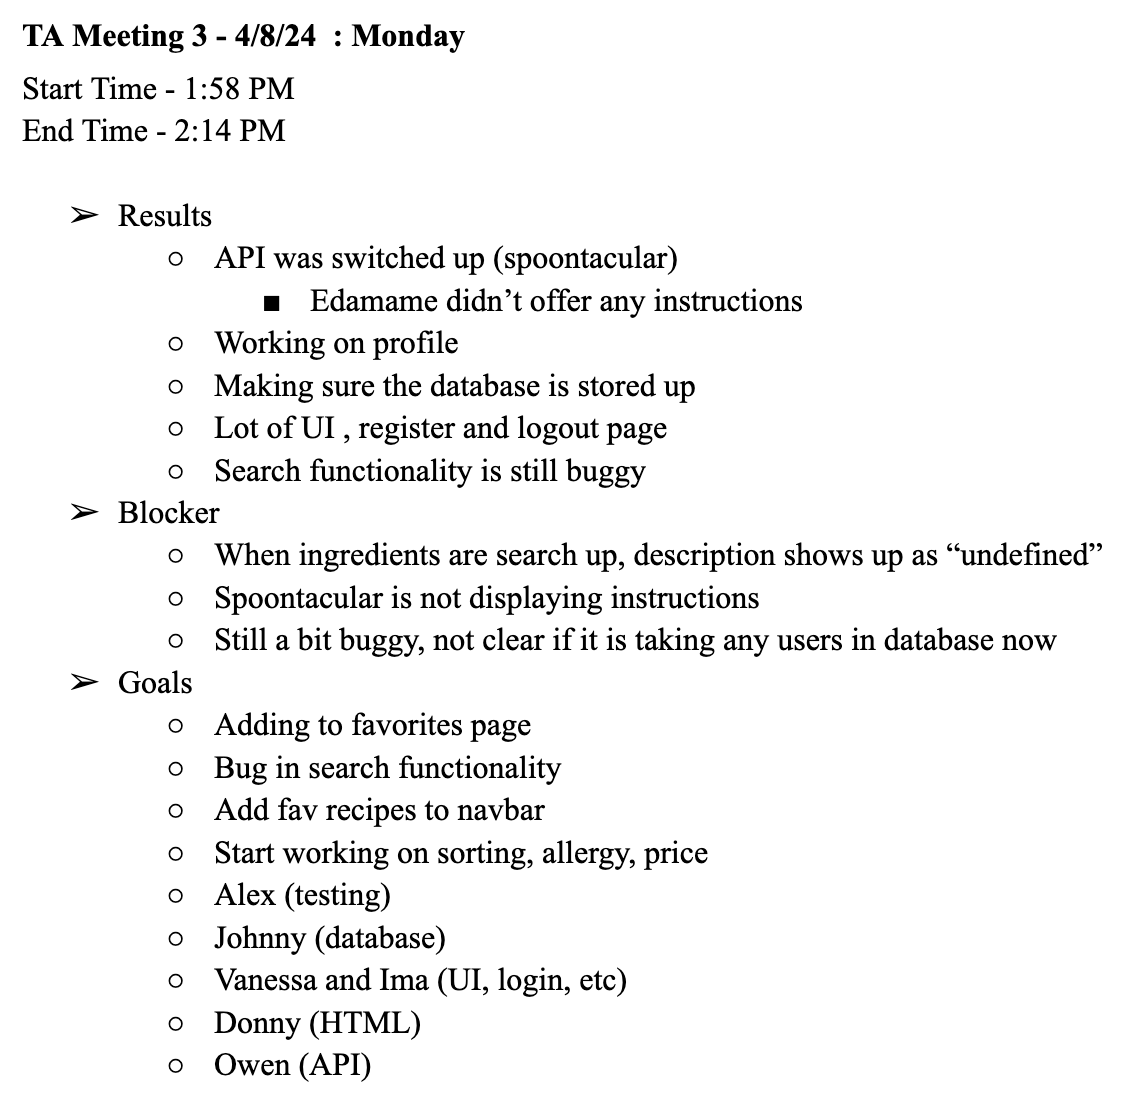 TA Meeting 3 - 4/8/24  : Monday
Start Time - 1:58 PM
End Time - 2:14 PM
➢ Results
○ API was switched up (spoontacular)
■ Edamame didn’t offer any instructions
○ Working on profile
○ Making sure the database is stored up
○ Lot of UI , register and logout page
○ Search functionality is still buggy
➢ Blocker
○ When ingredients are search up, description shows up as “undefined”
○ Spoontacular is not displaying instructions
○ Still a bit buggy, not clear if it is taking any users in database now
➢ Goals
○ Adding to favorites page
○ Bug in search functionality
○ Add fav recipes to navbar
○ Start working on sorting, allergy, price
○ Alex (testing)
○ Johnny (database)
○ Vanessa and Ima (UI, login, etc)
○ Donny (HTML)
○ Owen (API)